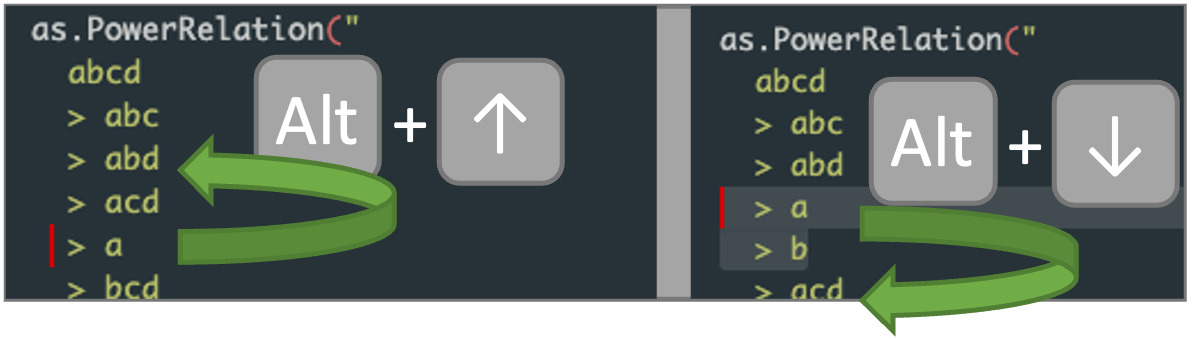 as.PowerRelation("
abcd
> abc
> abd
> acd
> a
> bcd
Alt + ↑
as.PowerRelation("
abcd
> abc
> abd
> a
> b
> acd
Alt + ↓